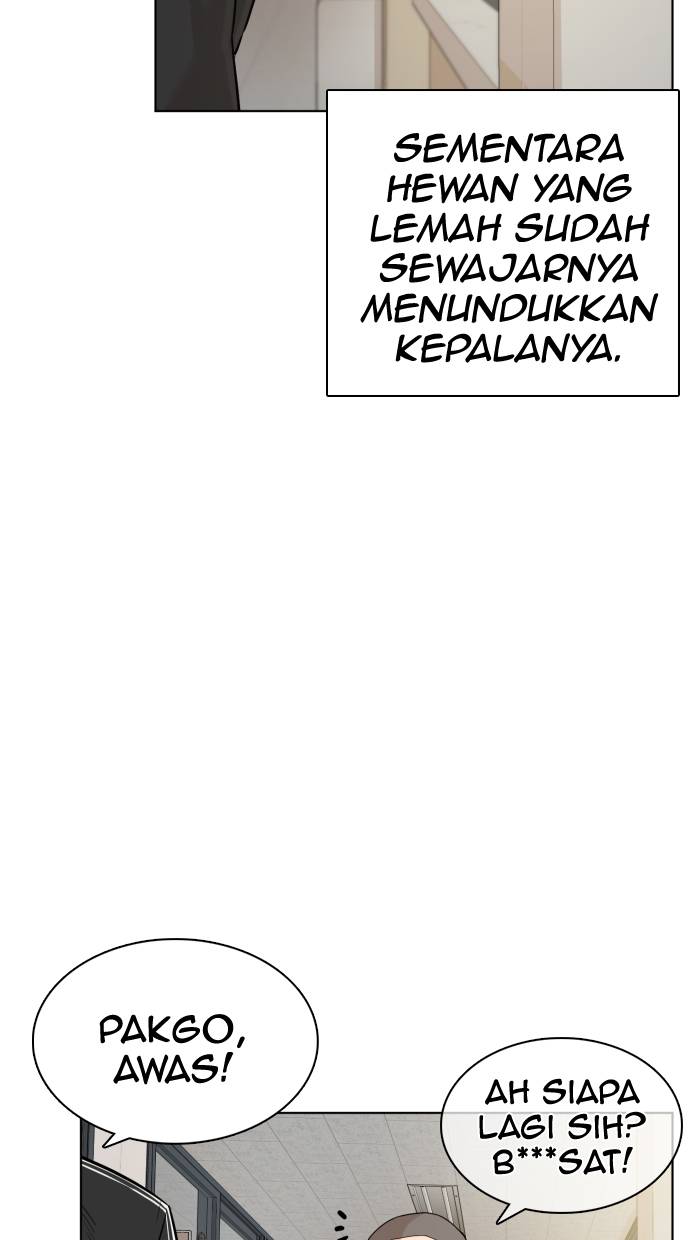 SEMENTARA
HEWAN YANG
LEMAH SUDAH
SEWAJARNYA
MENUNDUKKAN
KEPALANYA.
PAKGO,
AWAS!
AH SIAPA
LAGI SIH?
B***SAT!